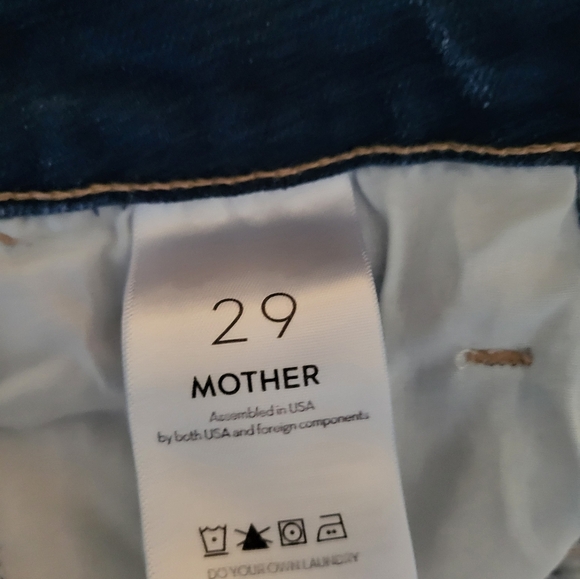 29
MOTHER
Assembled in USA
by both USA and foreign components
DO YOUR OWN LAUNDRY